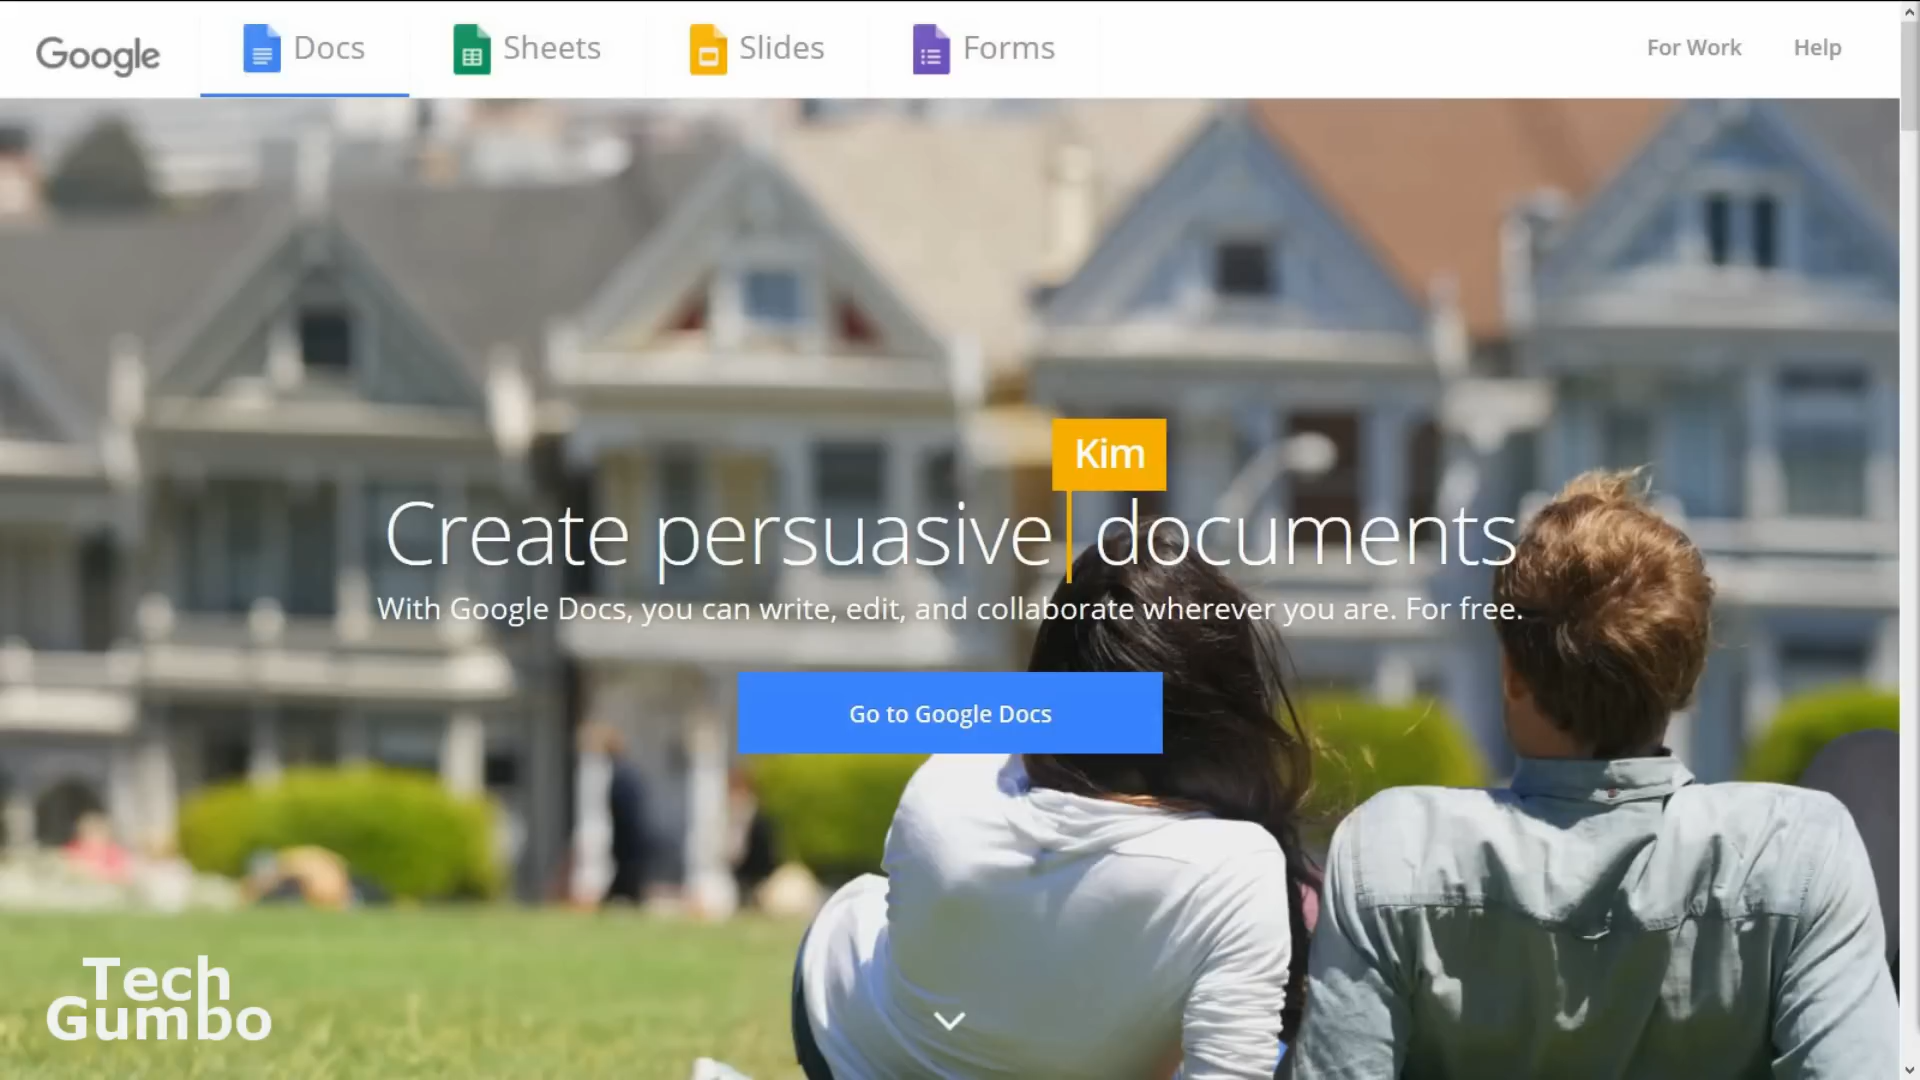 Google
Docs
Sheets
Slides
Forms
For Work
Help
Kim
Create persuasive documents
With Google Docs, you can write, edit, and collaborate wherever you are. For free.
Go to Google Docs
Tech
Gumbo